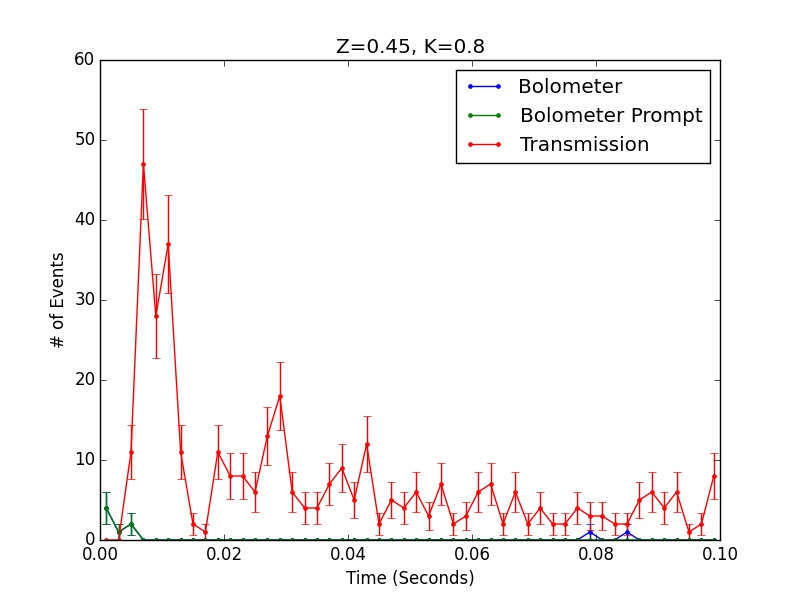 Z=0.45, K=0.8
Bolometer
Bolometer Prompt
Transmission
# of Events
60
50
40
30
20
10
0
0.00 0.02 0.04 0.06 0.08 0.10
Time (Seconds)